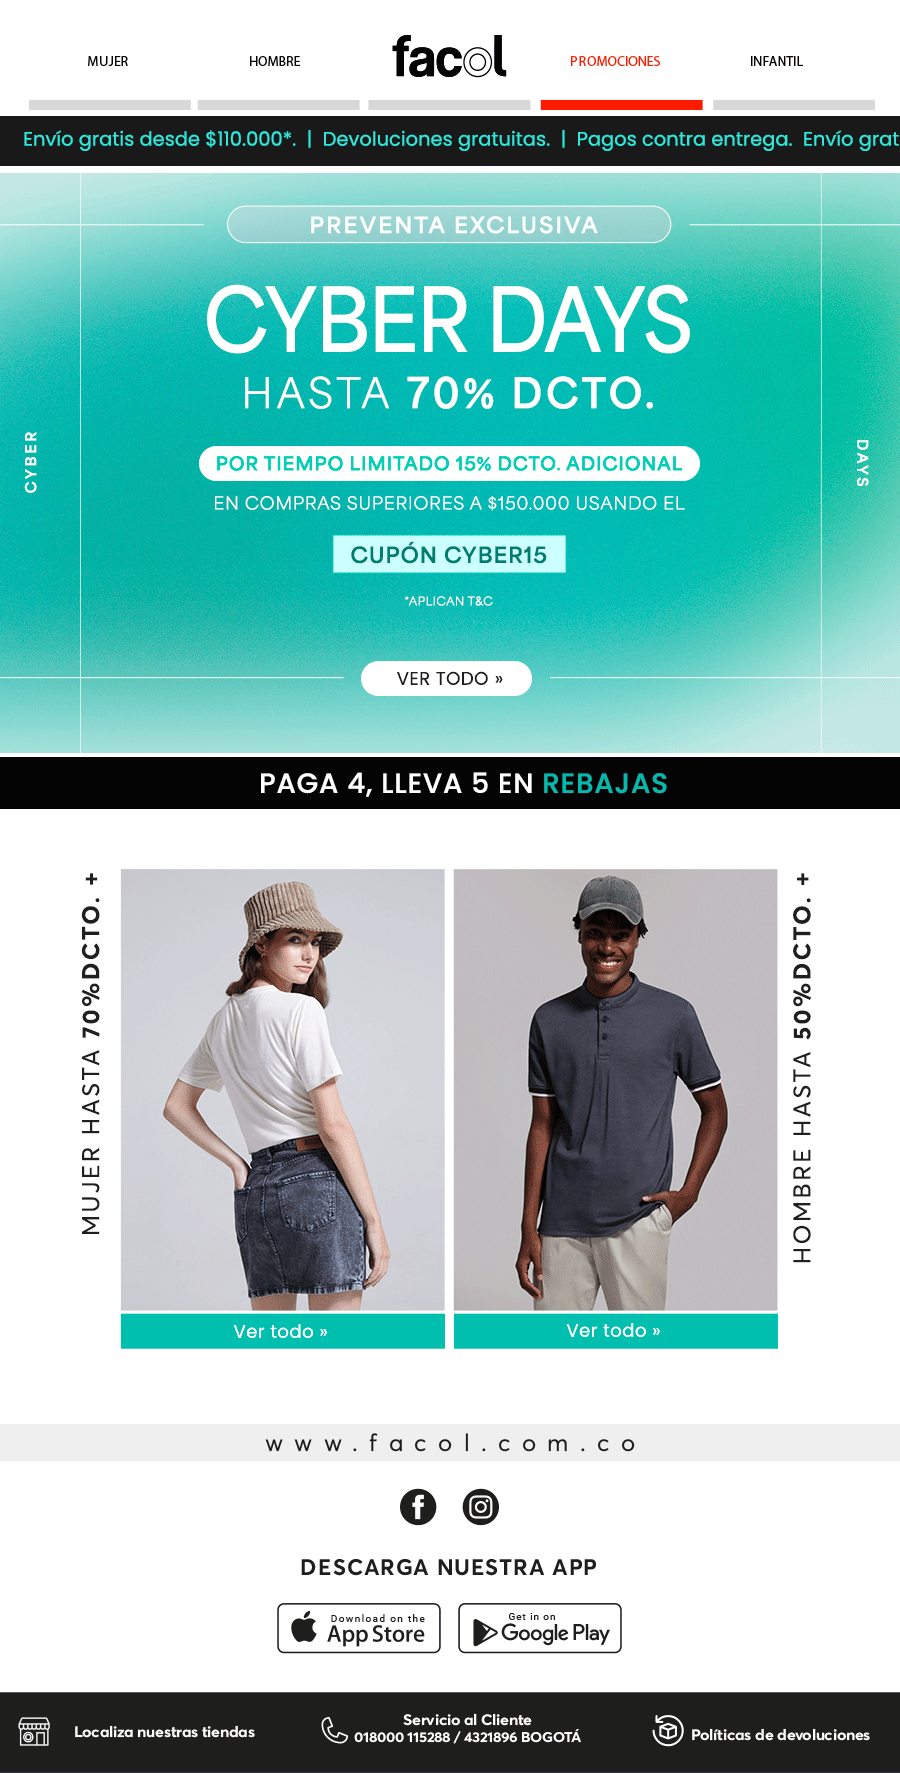 MUJER
HOMBRE
facol
PROMOCIONES
INFANTIL
Envío gratis desde $110.000*. | Devoluciones gratuitas. | Pagos contra entrega. Envío grat
PREVENTA EXCLUSIVA
CYBER DAYS
HASTA 70% DCTO.
CYBER
DAYS
POR TIEMPO LIMITADO 15% DCTO. ADICIONAL
EN COMPRAS SUPERIORES A $150.000 USANDO EL
CUPÓN CYBER15
*APLICAN T&C
VER TODO »
PAGA 4, LLEVA 5 EN REBAJAS
MUJER HASTA 70%DCTO. +
HOMBRE HASTA 50%DCTO. +
Ver todo »
Ver todo »
www.facol.com.co
DESCARGA NUESTRA APP
Download on the
App Store
Get in on
Google Play
Localiza nuestras tiendas
Servicio al Cliente
018000 115288 / 4321896 BOGOTÁ
Políticas de devoluciones